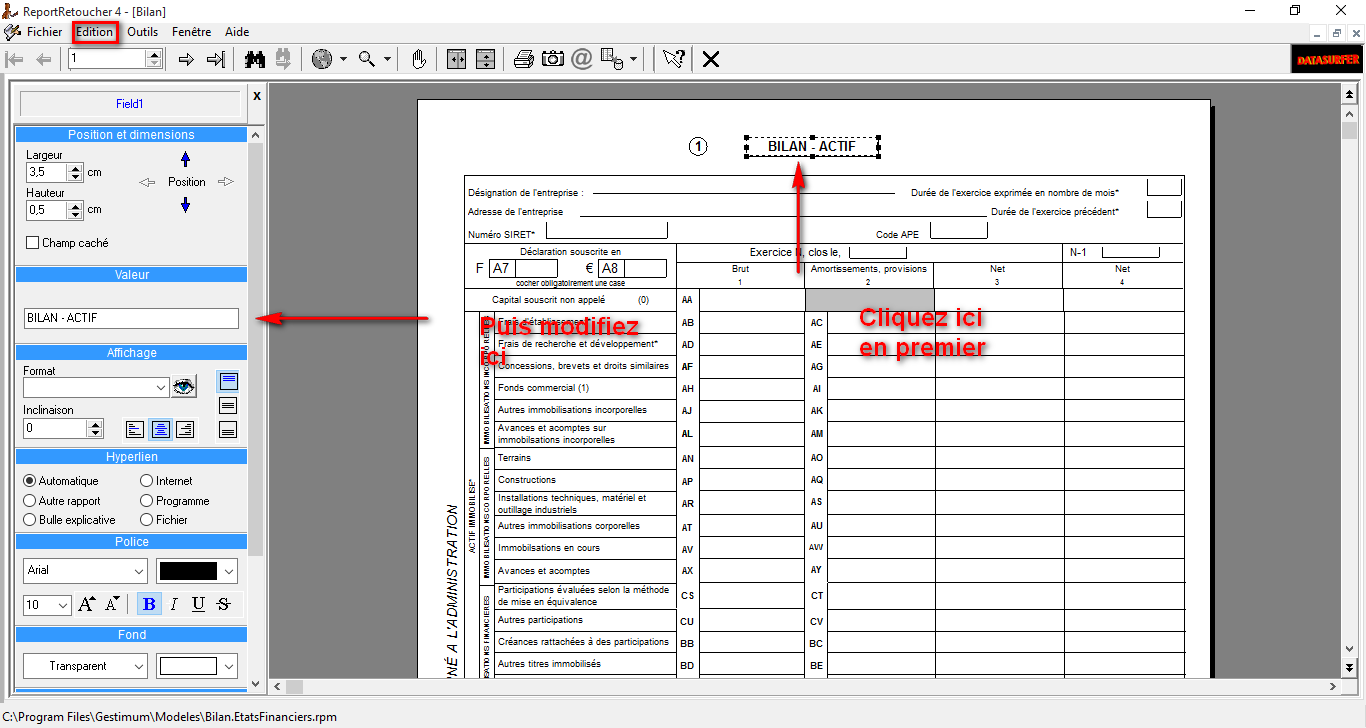 ReportRetoucher 4 - [Bilan]
Fichier Edition Outils Fenêtre Aide
1
DATASURFER
Field1
X
Position et dimensions
Largeur
3,5 cm
Position
Hauteur
0,5 cm
Champ caché
Valeur
BILAN - ACTIF
Affichage
Format
Inclinaison
0
Hyperlien
Automatique Internet
Autre rapport Programme
Bulle explicative Fichier
Police
Arial
10 A A B I U S
Fond
Transparent
1 BILAN - ACTIF
Désignation de l'entreprise : Durée de l'exercice exprimée en nombre de mois*
Adresse de l'entreprise Durée de l'exercice précédent*
Numéro SIRET* Code APE
Déclaration souscrite en Exercice N, clos le, N-1
F A7 € A8 Brut Amortissements, provisions Net Net
cocher obligatoirement une case 1 2 3 4
Capital souscrit non appelé (0) AA
Frais d'établissement* AB AC
Frais de recherche et développement* AD AE
Concessions, brevets et droits similaires AF AG
Fonds commercial (1) AH AI
Autres immobilisations incorporelles AJ AK
Avances et acomptes sur
immobilsations incorporelles AL AM
Terrains AN AO
Constructions AP AQ
Installations techniques, matériel et
outillage industriels AR AS
Autres immobilisations corporelles AT AU
Immobilsations en cours AV AW
Avances et acomptes AX AY
Participations évaluées selon la méthode
de mise en équivalence CS CT
Autres participations CU CV
Créances rattachées à des participations BB BC
Autres titres immobilisés BD BE
NÉ A L'ADMINISTRATION
ACTIF IMMOBILISE*
IMMOBILISATIONS INCORPORELLES
IMMOBILISATIONS CORPORELLES
ISATIONS FINANCIERES
Puis modifiez
ici
Cliquez ici
en premier
C:\Program Files\Gestimum\Modeles\Bilan.EtatsFinanciers.rpm